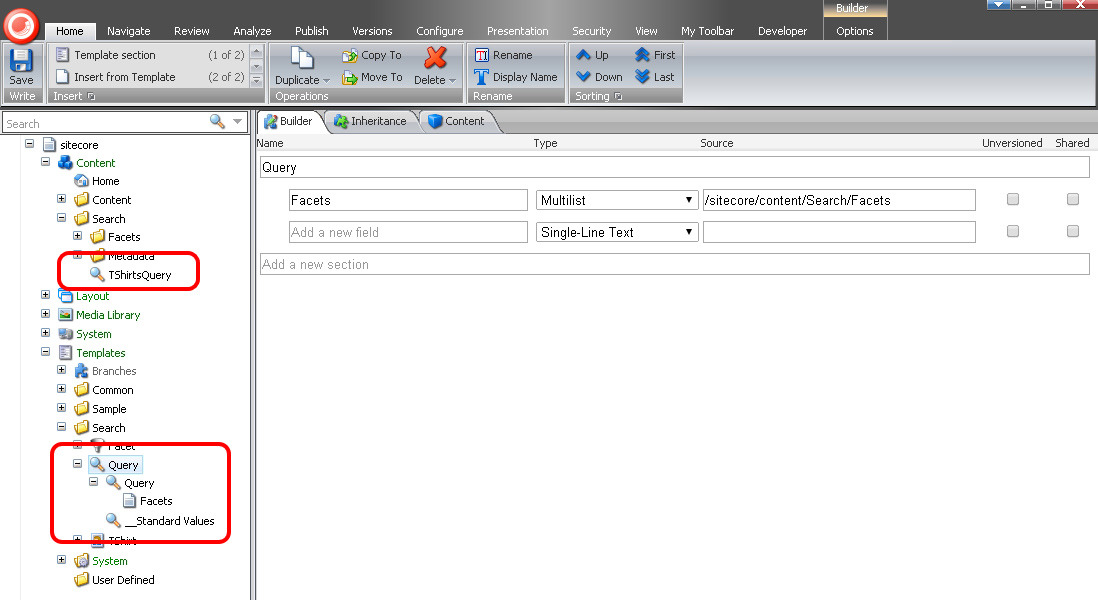 Builder
Home Navigate Review Analyze Publish Versions Configure Presentation Security View My Toolbar Developer Options
Save
Write
Template section (1 of 2)
Insert from Template (2 of 2)
Insert
Duplicate
Copy To
Move To
Delete
Operations
Rename
Display Name
Rename
Up First
Down Last
Sorting
Search
sitecore
Content
Home
Content
Search
Facets
Metadata
TShirtsQuery
Layout
Media Library
System
Templates
Branches
Common
Sample
Search
Facet
Query
Query
Facets
__Standard Values
TShirt
System
User Defined
Builder Inheritance Content
Name Type Source Unversioned Shared
Query
Facets Multilist /sitecore/content/Search/Facets
Add a new field Single-Line Text
Add a new section